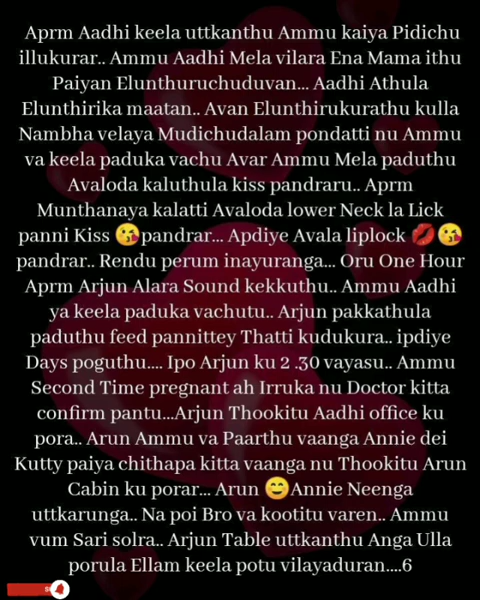 Aprm Aadhi keela uttkanthu Ammu kaiya Pidichu
illukurar.. Ammu Aadhi Mela vilara Ena Mama ithu
Paiyan Elunthuruchuduvan... Aadhi Athula
Elunthirika maatan.. Avan Elunthirukurathu kulla
Nambha velaya Mudichudalam pondatti nu Ammu
va keela paduka vachu Avar Ammu Mela paduthu
Avaloda kaluthula kiss pandraru.. Aprm
Munthanaya kalatti Avaloda lower Neck la Lick
panni Kiss 😘pandrar... Apdiye Avala liplock 💋😘
pandrar.. Rendu perum inayuranga... Oru One Hour
Aprm Arjun Alara Sound kekkuthu.. Ammu Aadhi
ya keela paduka vachutu.. Arjun pakkathula
paduthu feed pannittey Thatti kudukura.. ipdiye
Days poguthu.... Ipo Arjun ku 2 .30 vayasu.. Ammu
Second Time pregnant ah Irruka nu Doctor kitta
confirm pantu...Arjun Thookitu Aadhi office ku
pora.. Arun Ammu va Paarthu vaanga Annie dei
Kutty paiya chithapa kitta vaanga nu Thookitu Arun
Cabin ku porar... Arun 😊Annie Neenga
uttkarunga.. Na poi Bro va kootitu varen.. Ammu
vum Sari solra.. Arjun Table uttkanthu Anga Ulla
porula Ellam keela potu vilayaduran....6